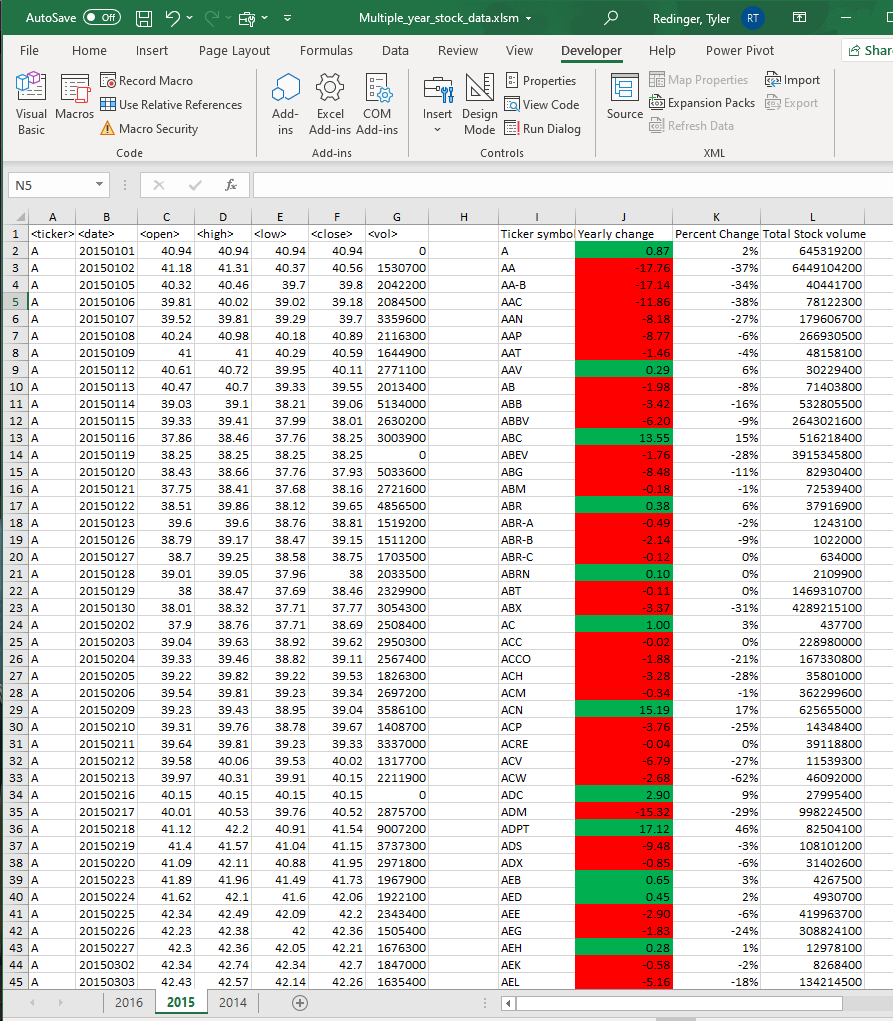 AutoSave Off Multiple_year_stock_data.xlsm Redinger, Tyler RT
File Home Insert Page Layout Formulas Data Review View Developer Help Power Pivot Shar
Visual Basic Macros Record Macro Use Relative References Macro Security Add-ins Excel Add-ins COM Add-ins Insert Design Mode Properties View Code Run Dialog Source Map Properties Expansion Packs Refresh Data Import Export
Code Add-ins Controls XML
N5 fx
A B C D E F G H I J K L
1 <ticker> <date> <open> <high> <low> <close> <vol> Ticker symbol Yearly change Percent Change Total Stock volume
2 A 20150101 40.94 40.94 40.94 40.94 0 A 0.87 2% 645319200
3 A 20150102 41.18 41.31 40.37 40.56 1530700 AA -17.76 -37% 6449104200
4 A 20150105 40.32 40.46 39.7 39.8 2042200 AA-B -17.14 -34% 40441700
5 A 20150106 39.81 40.02 39.02 39.18 2084500 AAC -11.86 -38% 78122300
6 A 20150107 39.52 39.81 39.29 39.7 3359600 AAN -8.18 -27% 179606700
7 A 20150108 40.24 40.98 40.18 40.89 2116300 AAP -8.77 -6% 266930500
8 A 20150109 41 41 40.29 40.59 1644900 AAT -1.46 -4% 48158100
9 A 20150112 40.61 40.72 39.95 40.11 2771100 AAV 0.29 6% 30229400
10 A 20150113 40.47 40.7 39.33 39.55 2013400 AB -1.98 -8% 71403800
11 A 20150114 39.03 39.1 38.21 39.06 5134000 ABB -3.42 -16% 532805500
12 A 20150115 39.33 39.41 37.99 38.01 2630200 ABBV -6.20 -9% 2643021600
13 A 20150116 37.86 38.46 37.76 38.25 3003900 ABC 13.55 15% 516218400
14 A 20150119 38.25 38.25 38.25 38.25 0 ABEV -1.76 -28% 3915345800
15 A 20150120 38.43 38.66 37.76 37.93 5033600 ABG -8.48 -11% 82930400
16 A 20150121 37.75 38.41 37.68 38.16 2721600 ABM -0.18 -1% 72539400
17 A 20150122 38.51 39.86 38.12 39.65 4856500 ABR 0.38 6% 37916900
18 A 20150123 39.6 39.6 38.76 38.81 1519200 ABR-A -0.49 -2% 1243100
19 A 20150126 38.79 39.17 38.47 39.15 1511200 ABR-B -2.14 -9% 1022000
20 A 20150127 38.7 39.25 38.58 38.75 1703500 ABR-C -0.12 0% 634000
21 A 20150128 39.01 39.05 37.96 38 2033500 ABRN 0.10 0% 2109900
22 A 20150129 38 38.47 37.69 38.46 2329900 ABT -0.11 0% 1469310700
23 A 20150130 38.01 38.32 37.71 37.77 3054300 ABX -3.37 -31% 4289215100
24 A 20150202 37.9 38.76 37.71 38.69 2508400 AC 1.00 3% 437700
25 A 20150203 39.04 39.63 38.92 39.62 2950300 ACC -0.02 0% 228980000
26 A 20150204 39.33 39.46 38.82 39.11 2567400 ACCO -1.88 -21% 167330800
27 A 20150205 39.22 39.82 39.22 39.53 1826300 ACH -3.28 -28% 35801000
28 A 20150206 39.54 39.81 39.23 39.34 2697200 ACM -0.34 -1% 362299600
29 A 20150209 39.23 39.43 38.95 39.04 3586100 ACN 15.19 17% 625655000
30 A 20150210 39.31 39.76 38.78 39.67 1408700 ACP -3.76 -25% 14348400
31 A 20150211 39.64 39.81 39.23 39.33 3337000 ACRE -0.04 0% 39118800
32 A 20150212 39.58 40.06 39.53 40.02 1317700 ACV -6.79 -27% 11539300
33 A 20150213 39.97 40.31 39.91 40.15 2211900 ACW -2.68 -62% 46092000
34 A 20150216 40.15 40.15 40.15 40.15 0 ADC 2.90 9% 27995400
35 A 20150217 40.01 40.53 39.76 40.52 2875700 ADM -15.32 -29% 998224500
36 A 20150218 41.12 42.2 40.91 41.54 9007200 ADPT 17.12 46% 82504100
37 A 20150219 41.4 41.57 41.04 41.15 3737300 ADS -9.48 -3% 108101200
38 A 20150220 41.09 42.11 40.88 41.95 2971800 ADX -0.85 -6% 31402600
39 A 20150223 41.89 41.96 41.49 41.73 1967900 AEB 0.65 3% 4267500
40 A 20150224 41.62 42.1 41.6 42.06 1922100 AED 0.45 2% 4930700
41 A 20150225 42.34 42.49 42.09 42.2 2343400 AEE -2.90 -6% 419963700
42 A 20150226 42.23 42.38 42 42.36 1505400 AEG -1.83 -24% 308824100
43 A 20150227 42.3 42.36 42.05 42.21 1676300 AEH 0.28 1% 12978100
44 A 20150302 42.34 42.74 42.34 42.7 1847000 AEK -0.58 -2% 8268400
45 A 20150303 42.43 42.57 42.14 42.26 1635400 AEL -5.16 -18% 134214500
2016 2015 2014